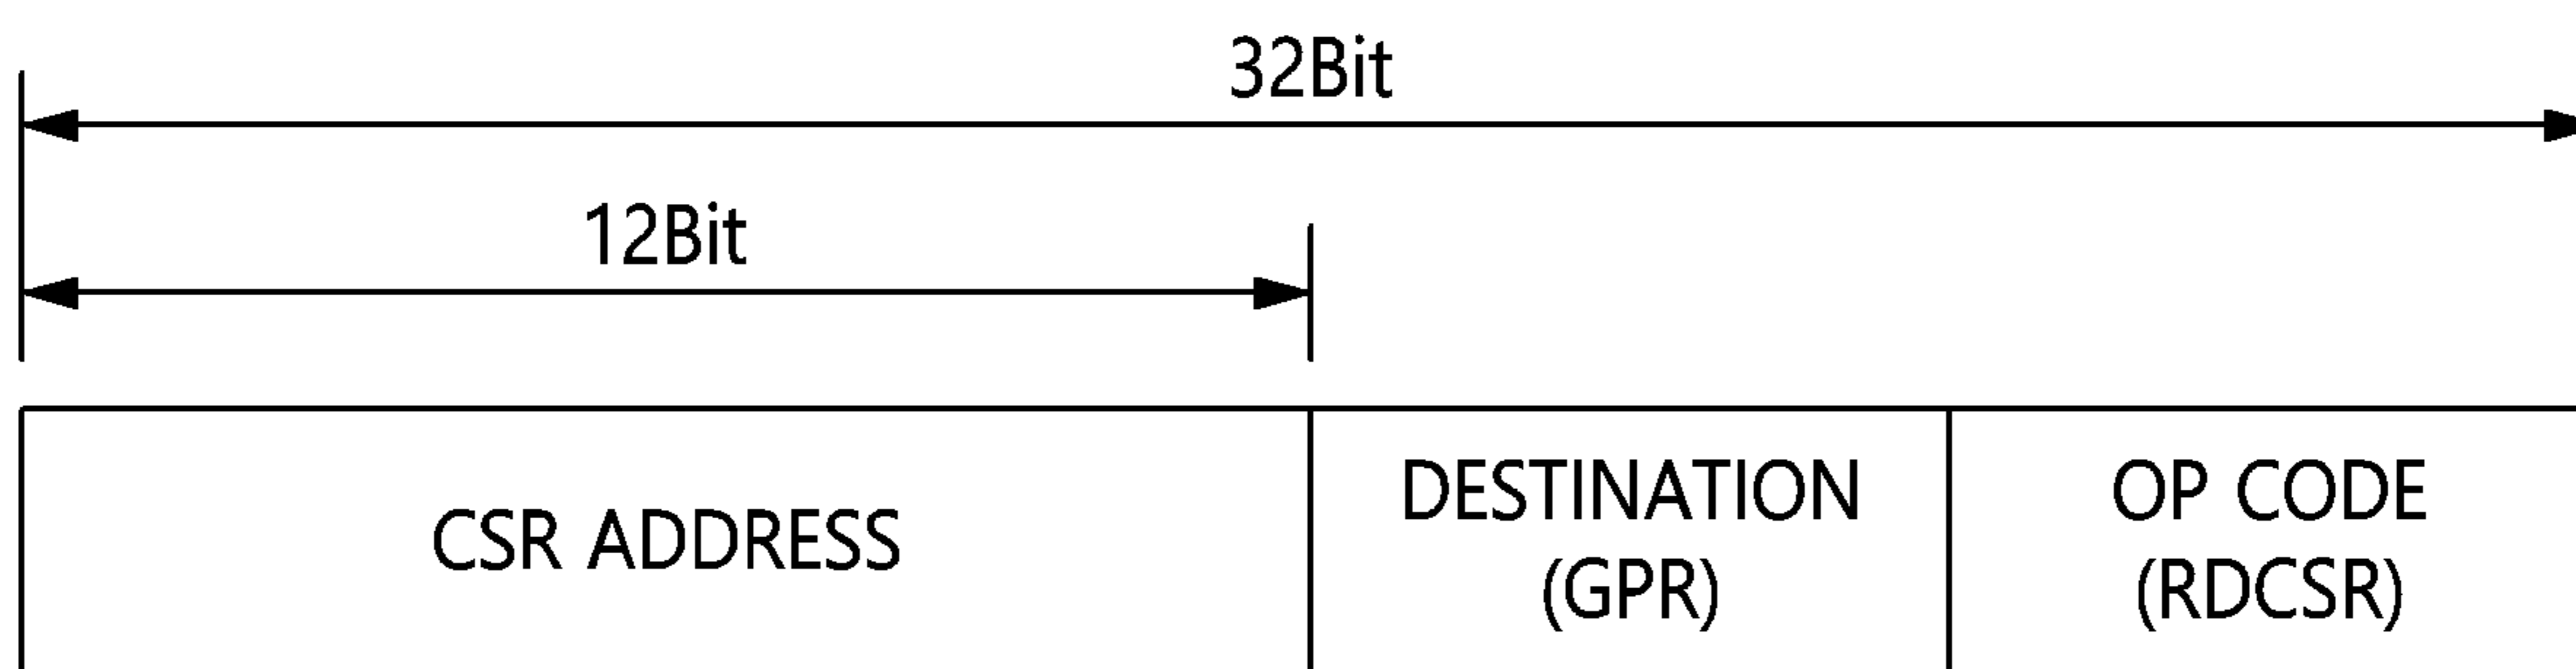 32Bit
12Bit
CSR ADDRESS
DESTINATION
(GPR)
OP CODE
(RDCSR)